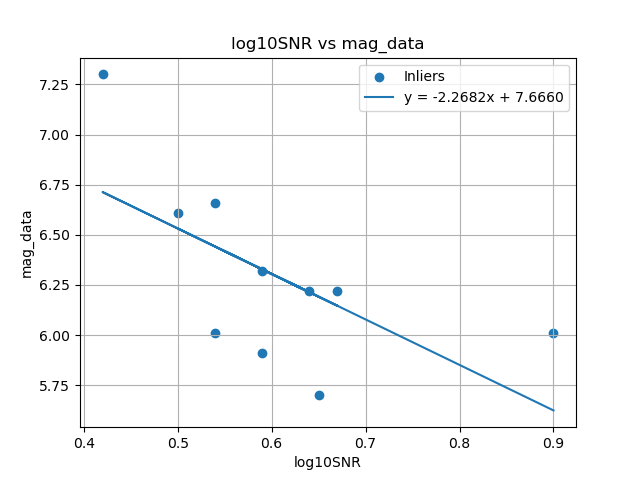 log10SNR vs mag_data
Inliers
y = -2.2682x + 7.6660
7.25
7.00
6.75
6.50
6.25
6.00
5.75
mag_data
0.4 0.5 0.6 0.7 0.8 0.9
log10SNR